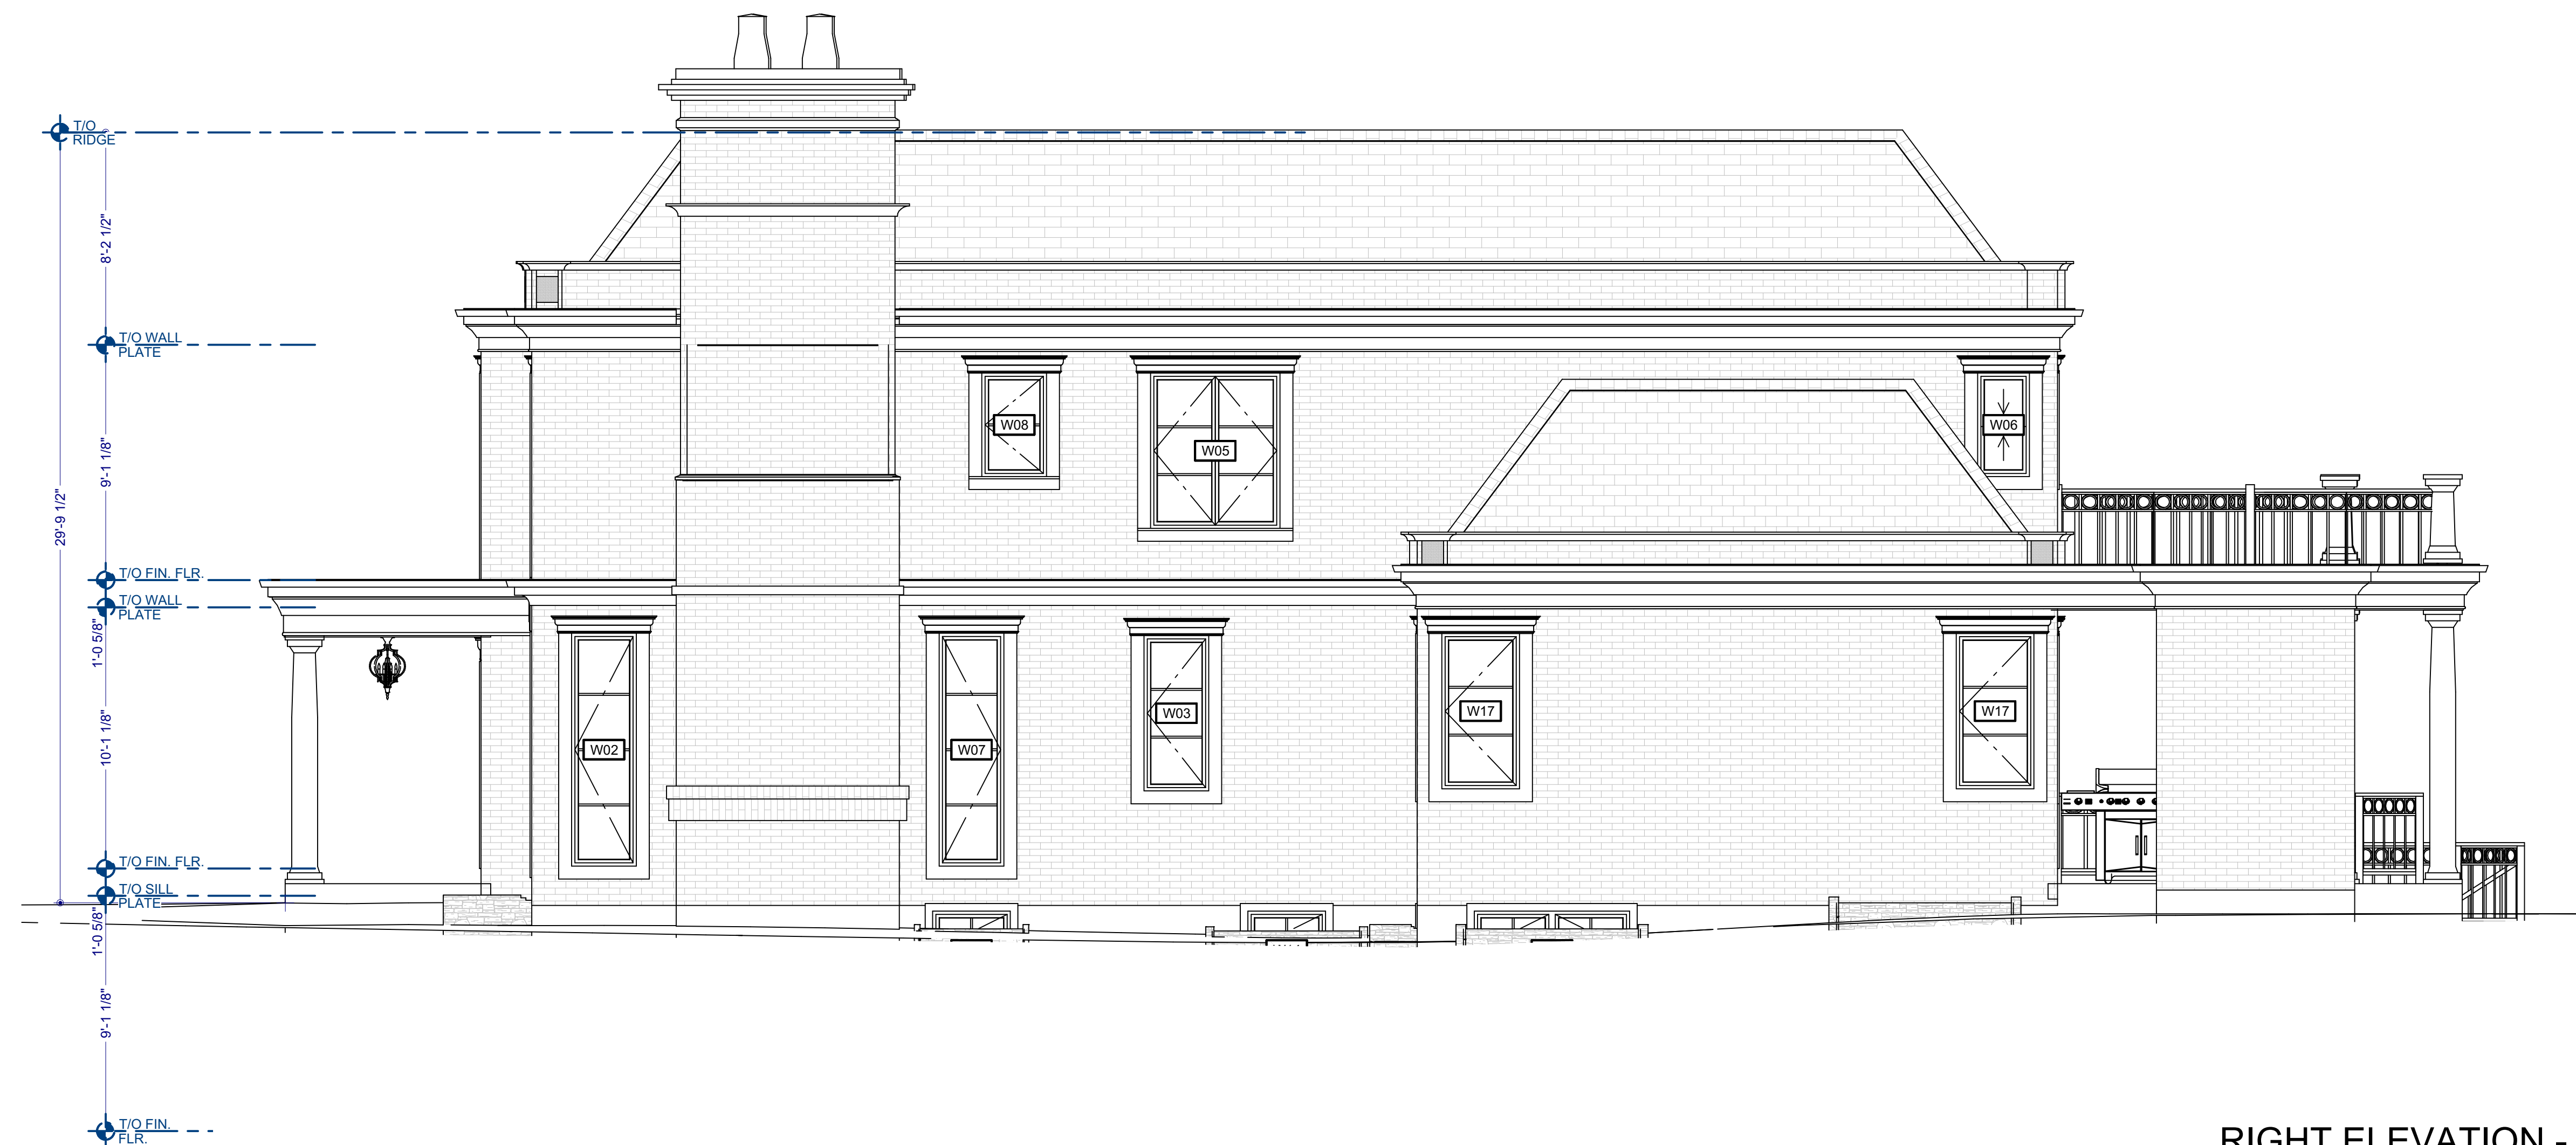 T/O
RIDGE
8'-2 1/2"
T/O WALL
PLATE
W08
W05
W06
9'-1 1/8"
29'-9 1/2"
T/O FIN. FLR.
T/O WALL
PLATE
1'-0 5/8"
W02
W07
W03
W17
W17
10'-1 1/8"
T/O FIN. FLR.
T/O SILL
PLATE
1'-0 5/8"
9'-1 1/8"
T/O FIN.
FLR.
RIGHT ELEVATION -